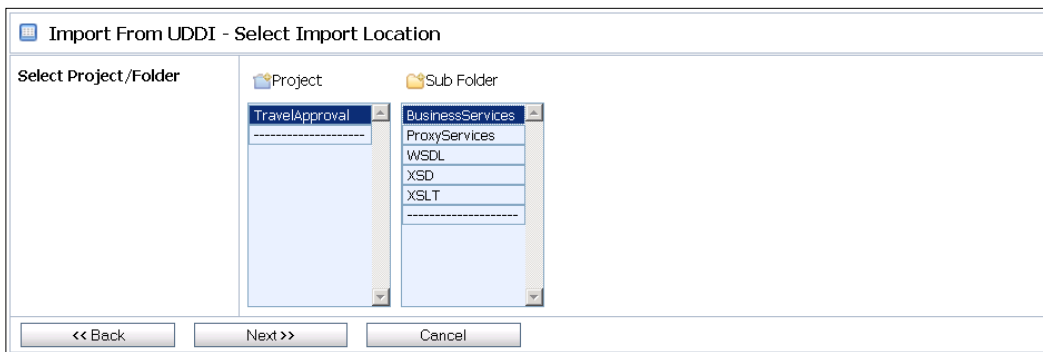 Import From UDDI - Select Import Location
Select Project/Folder
Project
Sub Folder
TravelApproval
--------------------
BusinessServices
ProxyServices
WSDL
XSD
XSLT
--------------------
<< Back
Next>>
Cancel